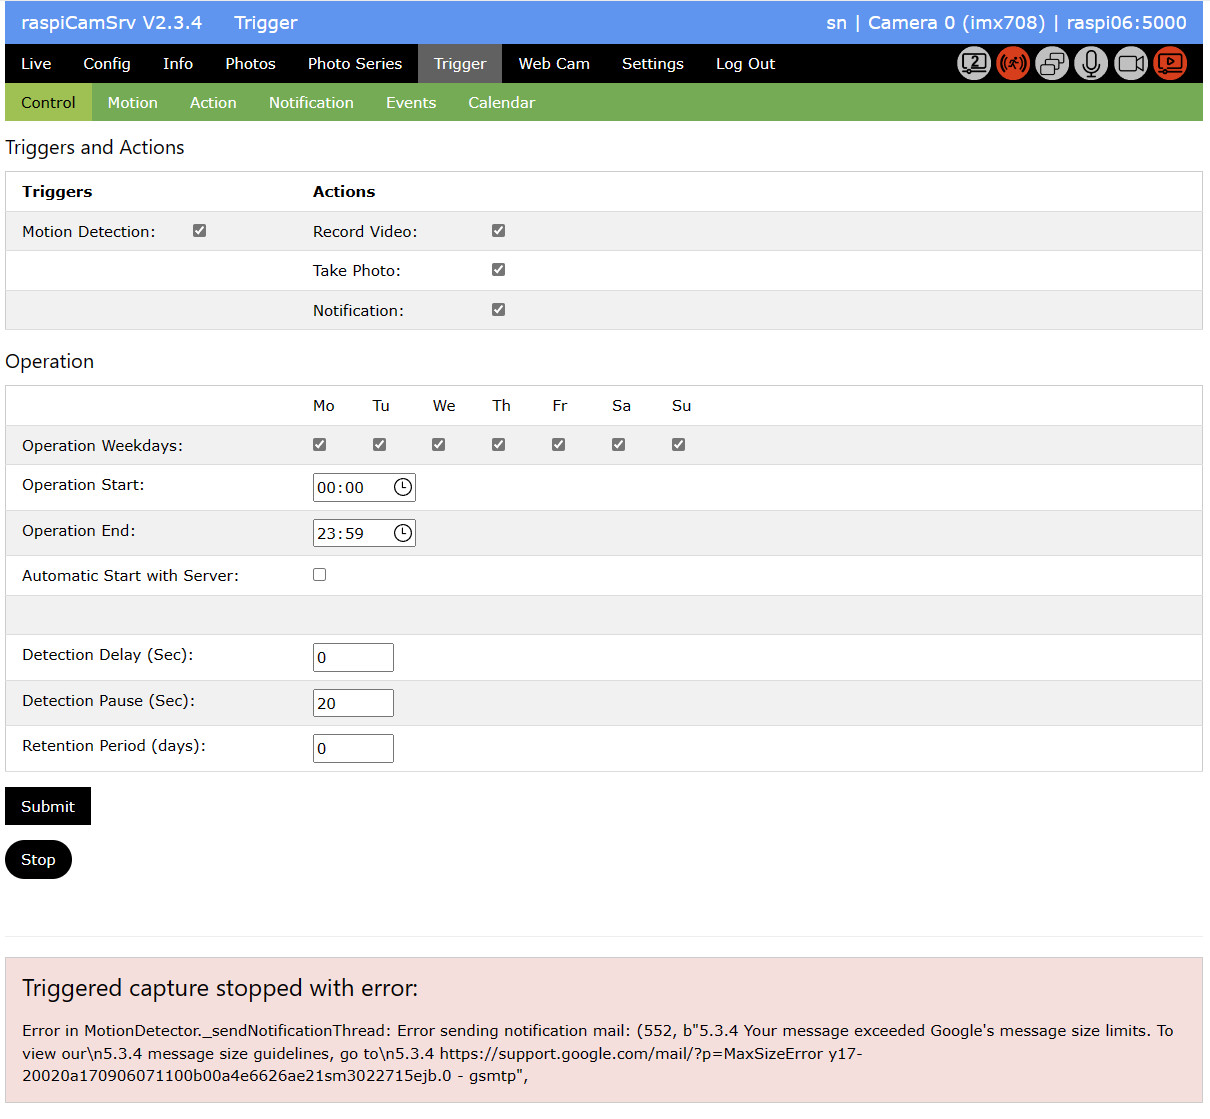 raspiCamSrv V2.3.4 Trigger sn | Camera 0 (imx708) | raspi06:5000
Live Config Info Photos Photo Series Trigger Web Cam Settings Log Out 2
Control Motion Action Notification Events Calendar
Triggers and Actions
Triggers Actions
Motion Detection: Record Video:
Take Photo:
Notification:
Operation
Mo Tu We Th Fr Sa Su
Operation Weekdays:
Operation Start: 00:00
Operation End: 23:59
Automatic Start with Server:
Detection Delay (Sec): 0
Detection Pause (Sec): 20
Retention Period (days): 0
Submit
Stop
Triggered capture stopped with error:
Error in MotionDetector._sendNotificationThread: Error sending notification mail: (552, b"5.3.4 Your message exceeded Google's message size limits. To
view our\n5.3.4 message size guidelines, go to\n5.3.4 https://support.google.com/mail/?p=MaxSizeError y17-
20020a170906071100b00a4e6626ae21sm3022715ejb.0 - gsmtp",